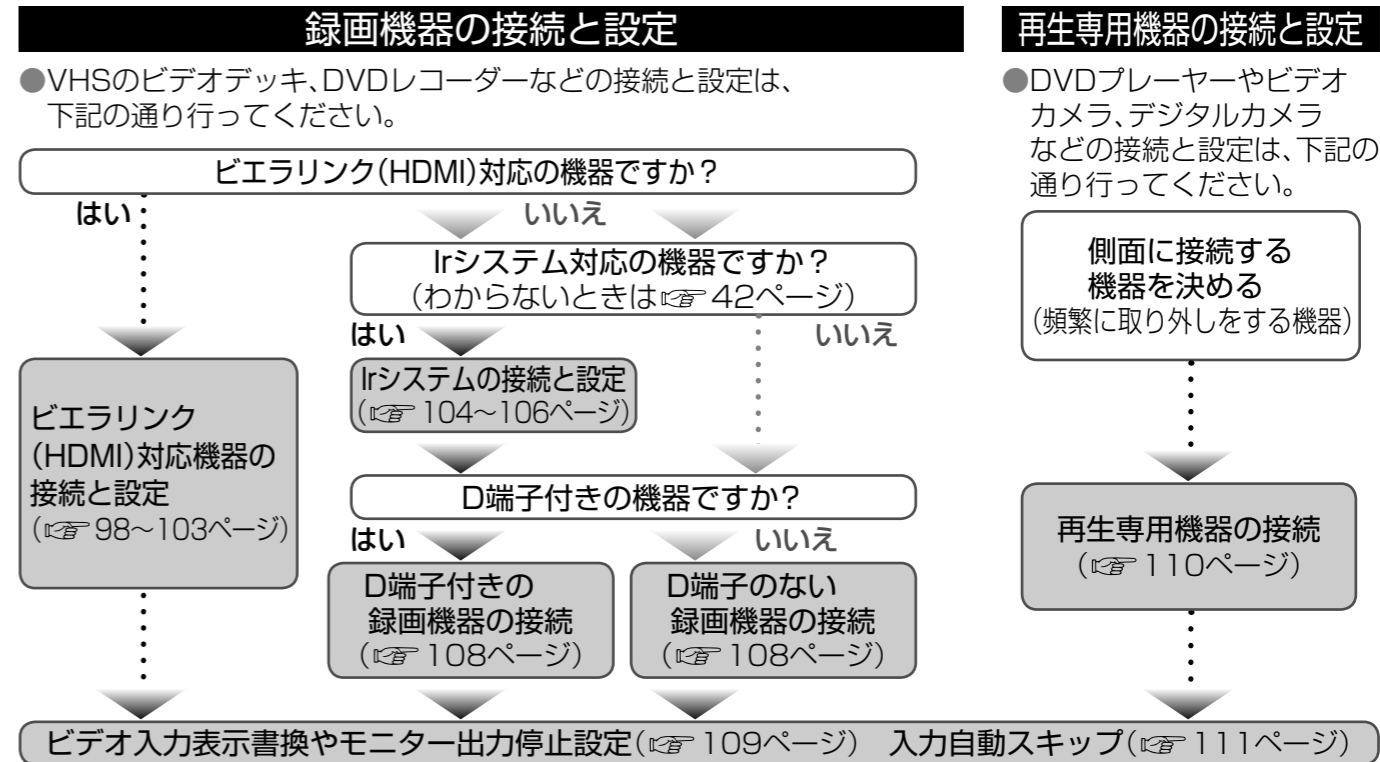 録画機器の接続と設定
●VHSのビデオデッキ、DVDレコーダーなどの接続と設定は、
下記の通り行ってください。
ビエラリンク(HDMI)対応の機器ですか？
はい
いいえ
Irシステム対応の機器ですか？
(わからないときは☞42ページ)
はい
いいえ
Irシステムの接続と設定
(☞104～106ページ)
ビエラリンク
(HDMI)対応機器の
接続と設定
(☞98～103ページ)
D端子付きの機器ですか？
はい
いいえ
D端子付きの
録画機器の接続
(☞108ページ)
D端子のない
録画機器の接続
(☞108ページ)
再生専用機器の接続と設定
●DVDプレーヤーやビデオ
カメラ、デジタルカメラ
などの接続と設定は、下記の
通り行ってください。
側面に接続する
機器を決める
(頻繁に取り外しをする機器)
再生専用機器の接続
(☞110ページ)
ビデオ入力表示書換やモニター出力停止設定(☞109ページ)　入力自動スキップ(☞111ページ)